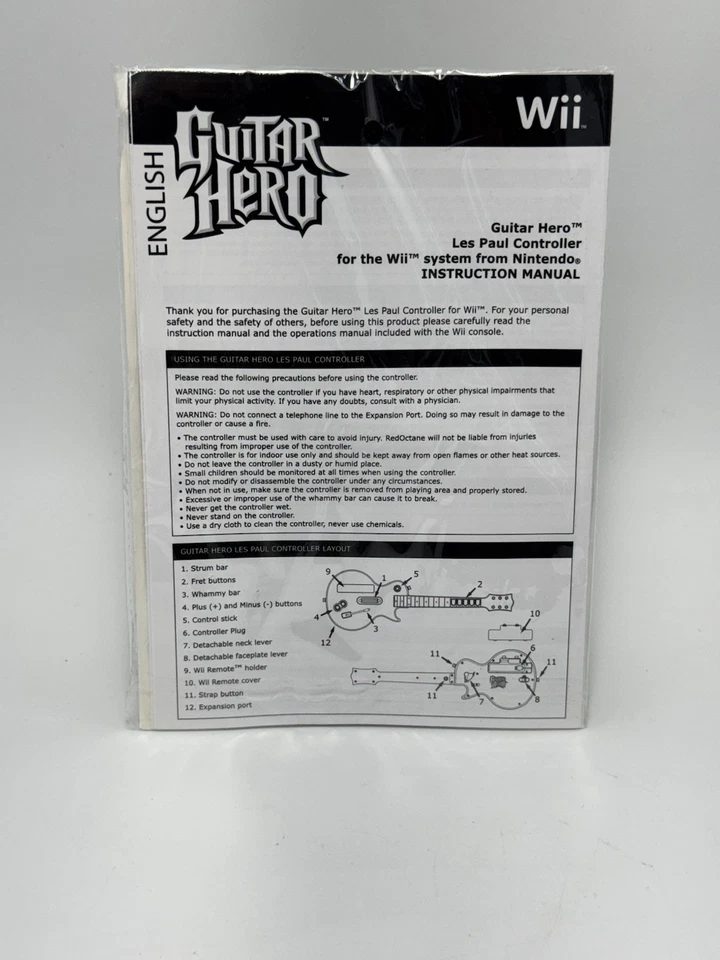 GUITAR HERO™
Wii™
ENGLISH
Guitar Hero™
Les Paul Controller
for the Wii™ system from Nintendo®
INSTRUCTION MANUAL
Thank you for purchasing the Guitar Hero™ Les Paul Controller for Wii™. For your personal
safety and the safety of others, before using this product please carefully read the
instruction manual and the operations manual included with the Wii console.
USING THE GUITAR HERO LES PAUL CONTROLLER
Please read the following precautions before using the controller.
WARNING: Do not use the controller if you have heart, respiratory or other physical impairments that
limit your physical activity. If you have any doubts, consult with a physician.
WARNING: Do not connect a telephone line to the Expansion Port. Doing so may result in damage to the
controller or cause a fire.
• The controller must be used with care to avoid injury. RedOctane will not be liable from injuries
resulting from improper use of the controller.
• The controller is for indoor use only and should be kept away from open flames or other heat sources.
• Do not leave the controller in a dusty or humid place.
• Small children should be monitored at all times when using the controller.
• Do not modify or disassemble the controller under any circumstances.
• When not in use, make sure the controller is removed from playing area and properly stored.
• Excessive or improper use of the whammy bar can cause it to break.
• Never get the controller wet.
• Never stand on the controller.
• Use a dry cloth to clean the controller, never use chemicals.
GUITAR HERO LES PAUL CONTROLLER LAYOUT
1. Strum bar
2. Fret buttons
3. Whammy bar
4. Plus (+) and Minus (-) buttons
5. Control stick
6. Controller Plug
7. Detachable neck lever
8. Detachable faceplate lever
9. Wii Remote™ holder
10. Wii Remote cover
11. Strap button
12. Expansion port
9 1 5 2
4 3 10
12
11 6 11
11 7 8